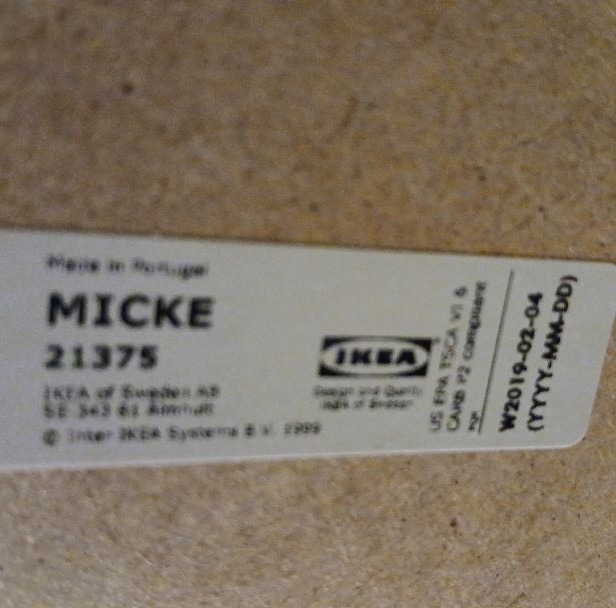 Made in Portugal
MICKE
21375
IKEA of Sweden AB
SE-343 81 Älmhult
© Inter IKEA Systems B.V. 1999
IKEA
Design and Quality
IKEA of Sweden
US EPA TSCA VI &
CARB P2 compliant
W2019-02-04
(YYYY-MM-DD)